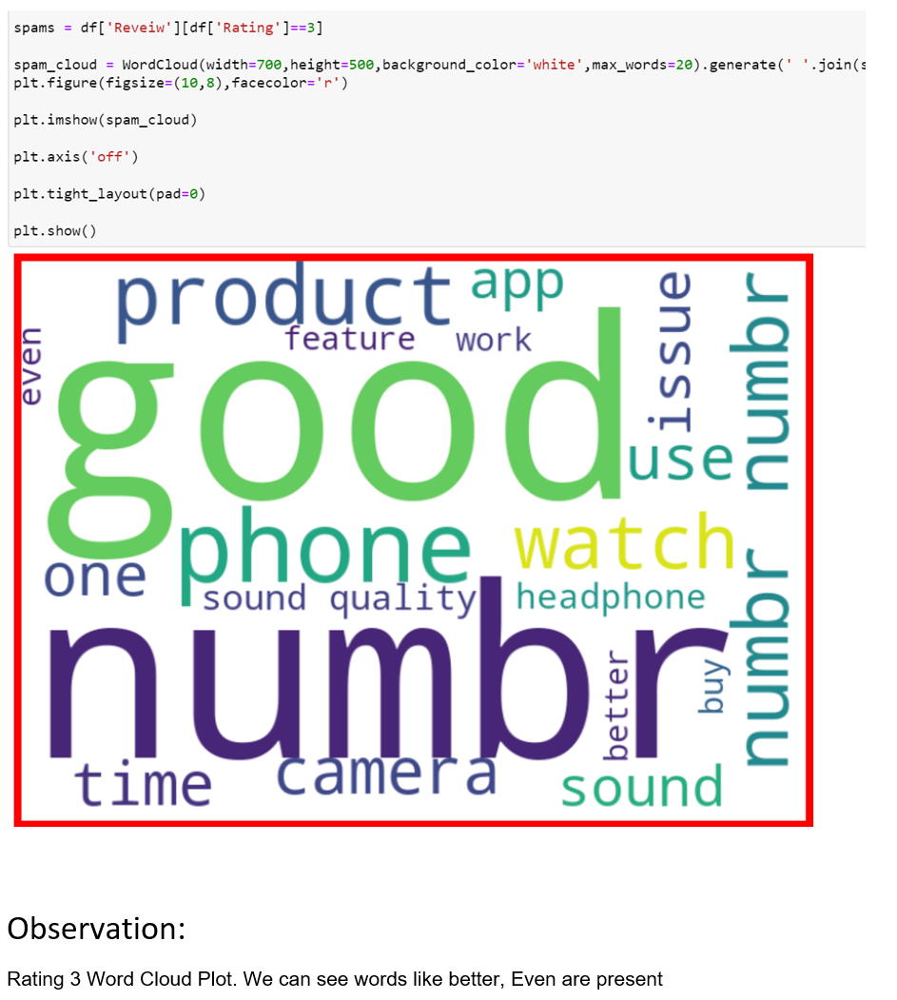 spams = df['Reveiw'][df['Rating']==3]
spam_cloud = WordCloud(width=700,height=500,background_color='white',max_words=20).generate(' '.join(s
plt.figure(figsize=(10,8),facecolor='r')
plt.imshow(spam_cloud)
plt.axis('off')
plt.tight_layout(pad=0)
plt.show()
product
app
issue
numbr
even
feature
work
good
use
phone
watch
one
sound quality
headphone
numbr
numbr
better
buy
time
camera
sound
Observation:
Rating 3 Word Cloud Plot. We can see words like better, Even are present